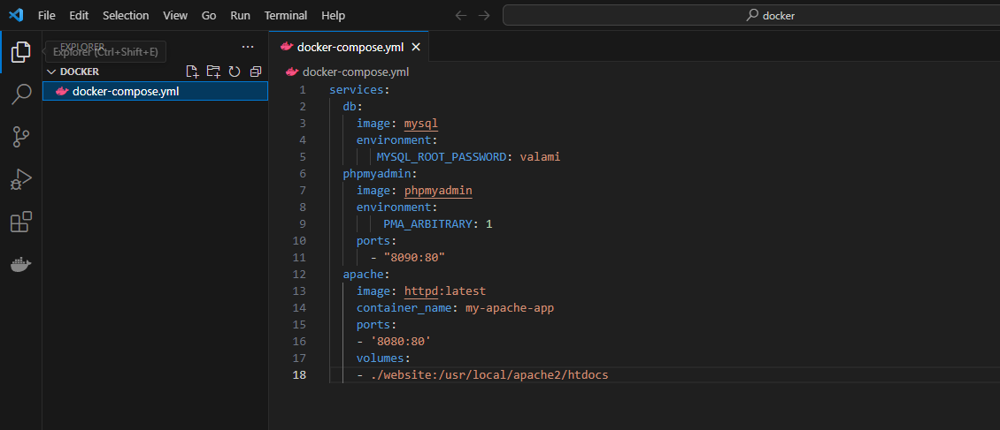 File Edit Selection View Go Run Terminal Help
docker
EXPLORER
Explorer (Ctrl+Shift+E)
DOCKER
docker-compose.yml
docker-compose.yml
docker-compose.yml
1 services:
2   db:
3     image: mysql
4     environment:
5        MYSQL_ROOT_PASSWORD: valami
6   phpmyadmin:
7     image: phpmyadmin
8     environment:
9         PMA_ARBITRARY: 1
10     ports:
11       - "8090:80"
12   apache:
13     image: httpd:latest
14     container_name: my-apache-app
15     ports:
16     - '8080:80'
17     volumes:
18     - ./website:/usr/local/apache2/htdocs